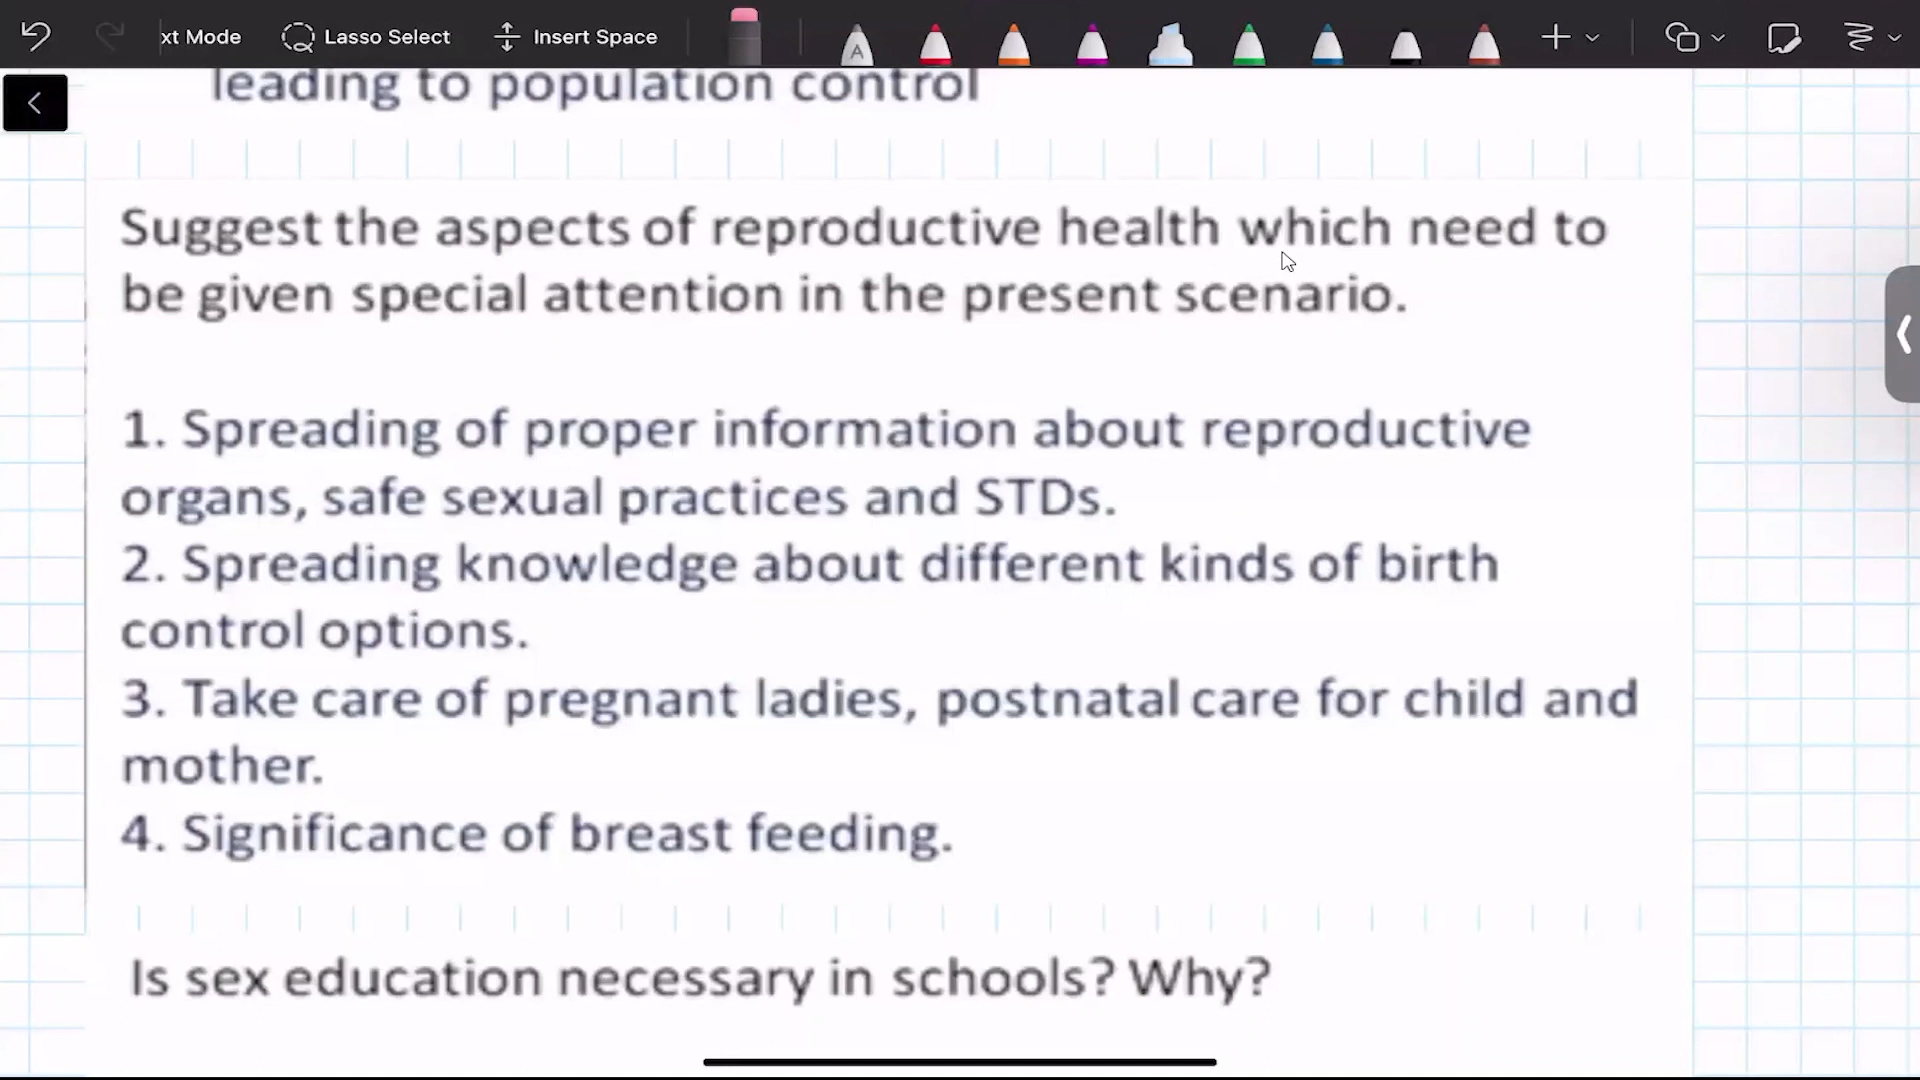 xt Mode Lasso Select Insert Space
leading to population control
Suggest the aspects of reproductive health which need to
be given special attention in the present scenario.
1. Spreading of proper information about reproductive
organs, safe sexual practices and STDs.
2. Spreading knowledge about different kinds of birth
control options.
3. Take care of pregnant ladies, postnatal care for child and
mother.
4. Significance of breast feeding.
Is sex education necessary in schools? Why?